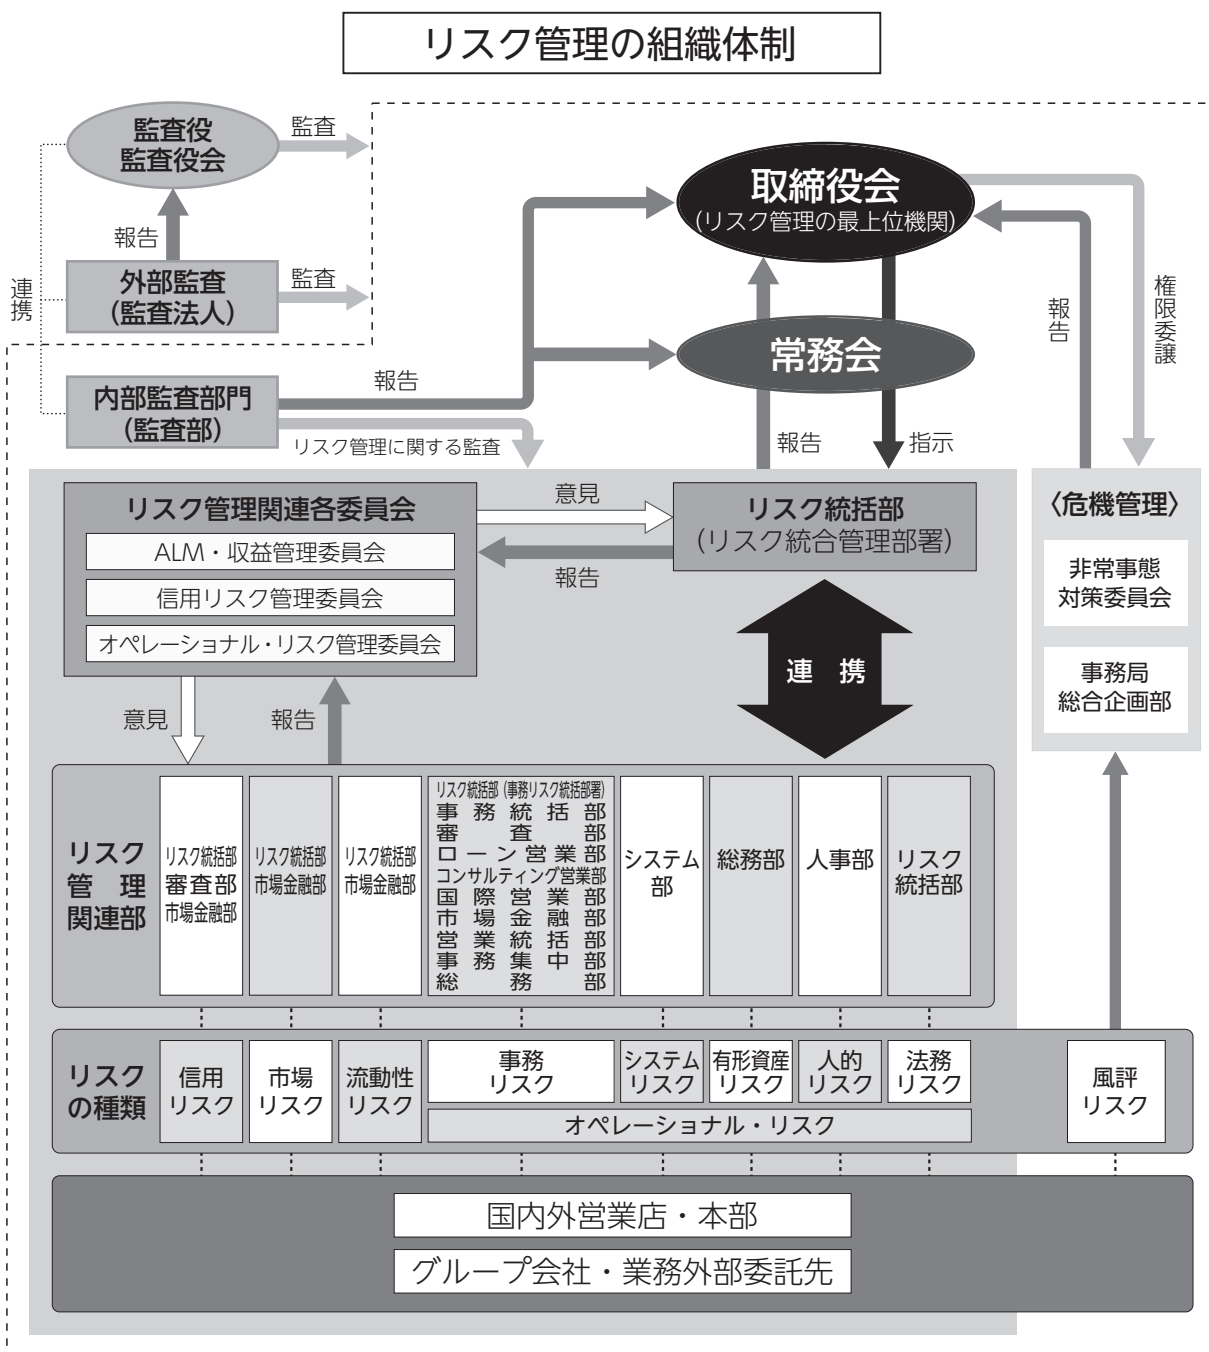 リスク管理の組織体制
監査役
監査役会
監査
報告
外部監査
(監査法人)
監査
連携
内部監査部門
(監査部)
報告
リスク管理に関する監査
取締役会
(リスク管理の最上位機関)
常務会
報告
指示
報告
権限委譲
リスク管理関連各委員会
ALM・収益管理委員会
信用リスク管理委員会
オペレーショナル・リスク管理委員会
意見
報告
リスク統括部
(リスク統合管理部署)
連 携
〈危機管理〉
非常事態
対策委員会
事務局
総合企画部
意見
報告
リスク
管 理
関連部
リスク統括部
審査部
市場金融部
リスク統括部
市場金融部
リスク統括部
市場金融部
リスク統括部(事務リスク統括部署)
事務統括部
審査部
ローン営業部
コンサルティング営業部
国際営業部
市場金融部
営業統括部
事務集中部
総務部
システム
部
総務部
人事部
リスク
統括部
リスク
の種類
信用
リスク
市場
リスク
流動性
リスク
事務
リスク
システム
リスク
有形資産
リスク
人的
リスク
法務
リスク
オペレーショナル・リスク
風評
リスク
国内外営業店・本部
グループ会社・業務外部委託先